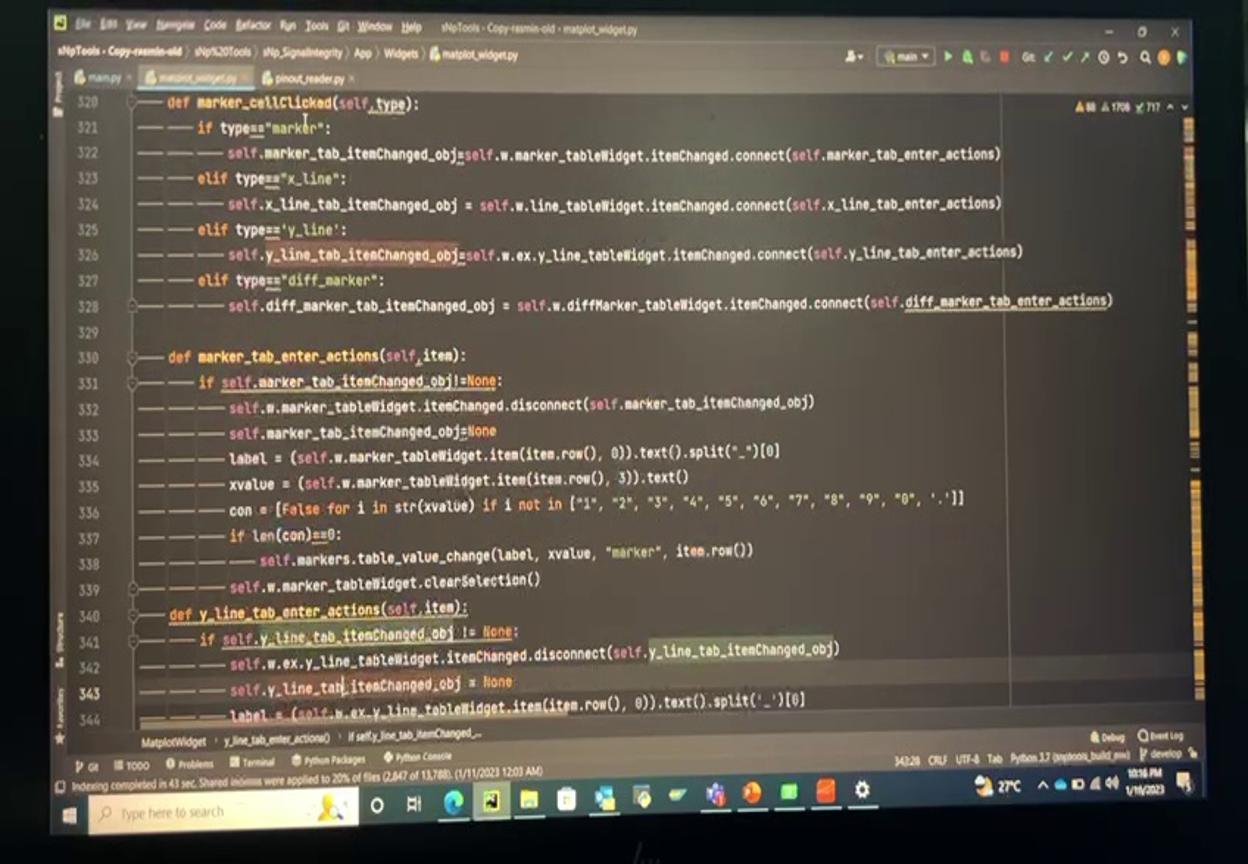 File Edit View Navigate Code Refactor Run Tools Git Window Help sNpTools - Copy-rasmin-old - matplot_widget.py
sNpTools - Copy-rasmin-old sNp%20Tools sNp_SignalIntegrity App Widgets matplot_widget.py
main Git:
main.py matplot_widget.py pinout_reader.py
Project
88 1708 717
320 def marker_cellClicked(self,type):
321 if type=="marker":
322 self.marker_tab_itemChanged_obj=self.w.marker_tableWidget.itemChanged.connect(self.marker_tab_enter_actions)
323 elif type=="x_line":
324 self.x_line_tab_itemChanged_obj = self.w.line_tableWidget.itemChanged.connect(self.x_line_tab_enter_actions)
325 elif type=='y_line':
326 self.y_line_tab_itemChanged_obj=self.w.ex.y_line_tableWidget.itemChanged.connect(self.y_line_tab_enter_actions)
327 elif type=="diff_marker":
328 self.diff_marker_tab_itemChanged_obj = self.w.diffMarker_tableWidget.itemChanged.connect(self.diff_marker_tab_enter_actions)
329
330 def marker_tab_enter_actions(self,item):
331 if self.marker_tab_itemChanged_obj!=None:
332 self.w.marker_tableWidget.itemChanged.disconnect(self.marker_tab_itemChanged_obj)
333 self.marker_tab_itemChanged_obj=None
334 label = (self.w.marker_tableWidget.item(item.row(), 0)).text().split("_")[0]
335 xvalue = (self.w.marker_tableWidget.item(item.row(), 3)).text()
336 con = [False for i in str(xvalue) if i not in ["1", "2", "3", "4", "5", "6", "7", "8", "9", "0", '.']]
337 if len(con)==0:
338 self.markers.table_value_change(label, xvalue, "marker", item.row())
339 self.w.marker_tableWidget.clearSelection()
340 def y_line_tab_enter_actions(self,item):
341 if self.y_line_tab_itemChanged_obj != None:
342 self.w.ex.y_line_tableWidget.itemChanged.disconnect(self.y_line_tab_itemChanged_obj)
343 self.y_line_tab_itemChanged_obj = None
344 label = (self.w.ex.y_line_tableWidget.item(item.row(), 0)).text().split('_')[0]
Structure
Favorites
MatplotWidget y_line_tab_enter_actions() if self.y_line_tab_itemChanged_...
Git TODO Problems Terminal Python Packages Python Console Debug Event Log
Indexing completed in 43 sec. Shared indexes were applied to 20% of files (2,847 of 13,788). (1/11/2023 12:03 AM) 343:28 CRLF UTF-8 Tab Python 3.7 develop
Type here to search 27°C 10:16 PM
1/16/2023